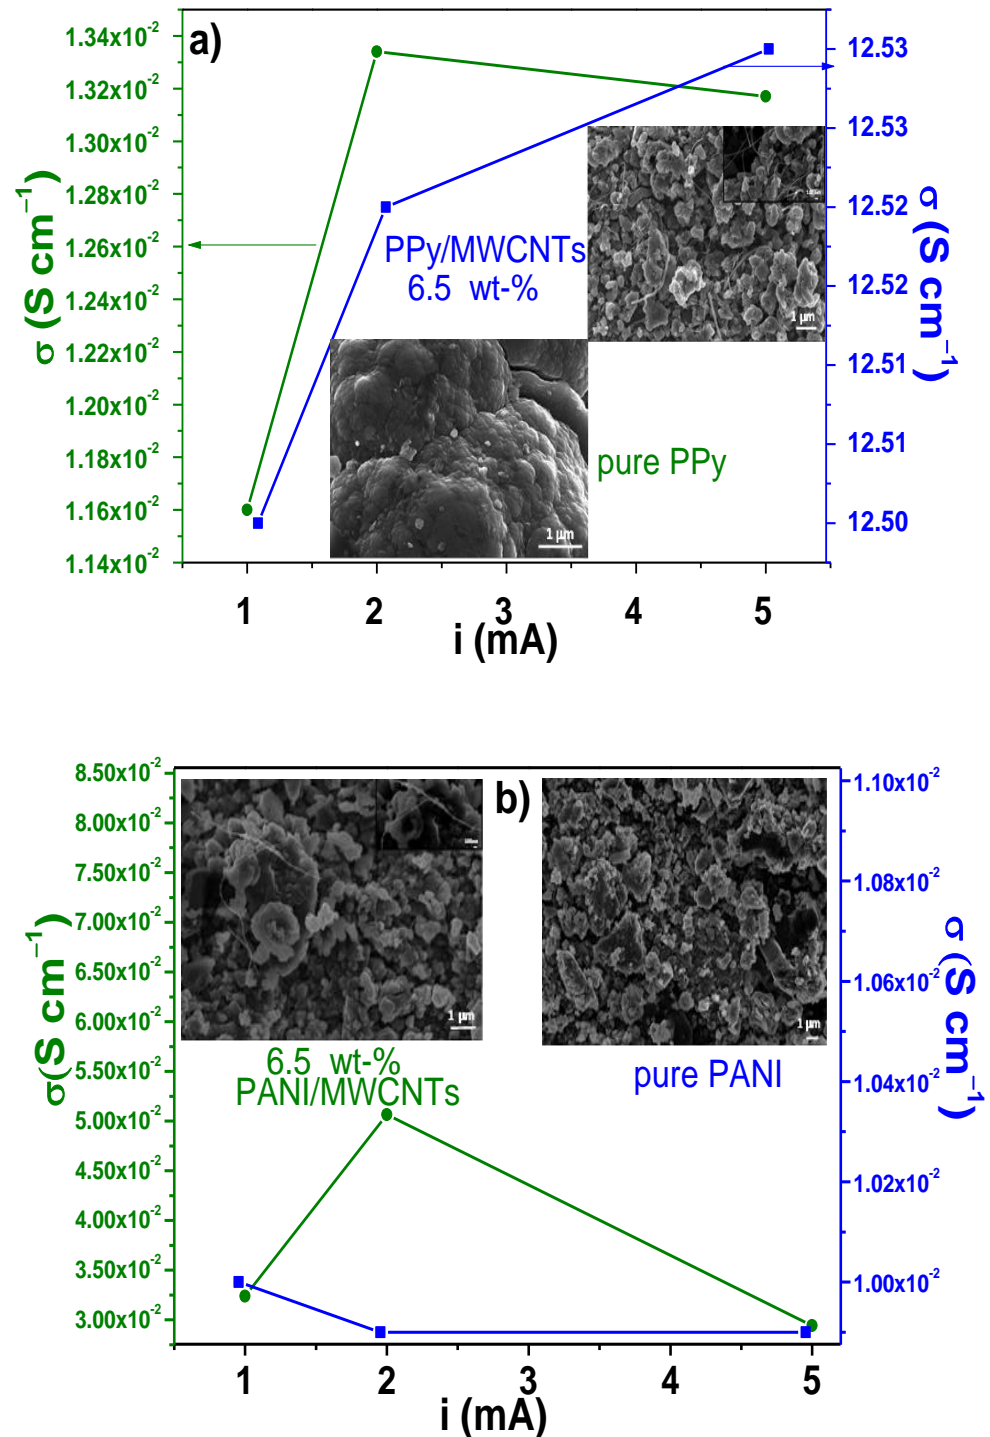 a)
1.34x10⁻²
1.32x10⁻²
1.30x10⁻²
1.28x10⁻²
1.26x10⁻²
1.24x10⁻²
1.22x10⁻²
1.20x10⁻²
1.18x10⁻²
1.16x10⁻²
1.14x10⁻²
σ (S cm⁻¹)
12.53
12.53
12.52
12.52
12.51
12.51
12.50
σ (S cm⁻¹)
PPy/MWCNTs
6.5 wt-%
1 µm
pure PPy
1 µm
1 2 3 4 5
i (mA)
b)
8.50x10⁻²
8.00x10⁻²
7.50x10⁻²
7.00x10⁻²
6.50x10⁻²
6.00x10⁻²
5.50x10⁻²
5.00x10⁻²
4.50x10⁻²
4.00x10⁻²
3.50x10⁻²
3.00x10⁻²
σ(S cm⁻¹)
1.10x10⁻²
1.08x10⁻²
1.06x10⁻²
1.04x10⁻²
1.02x10⁻²
1.00x10⁻²
σ (S cm⁻¹)
1 µm
1 µm
6.5 wt-%
PANI/MWCNTs
pure PANI
1 2 3 4 5
i (mA)